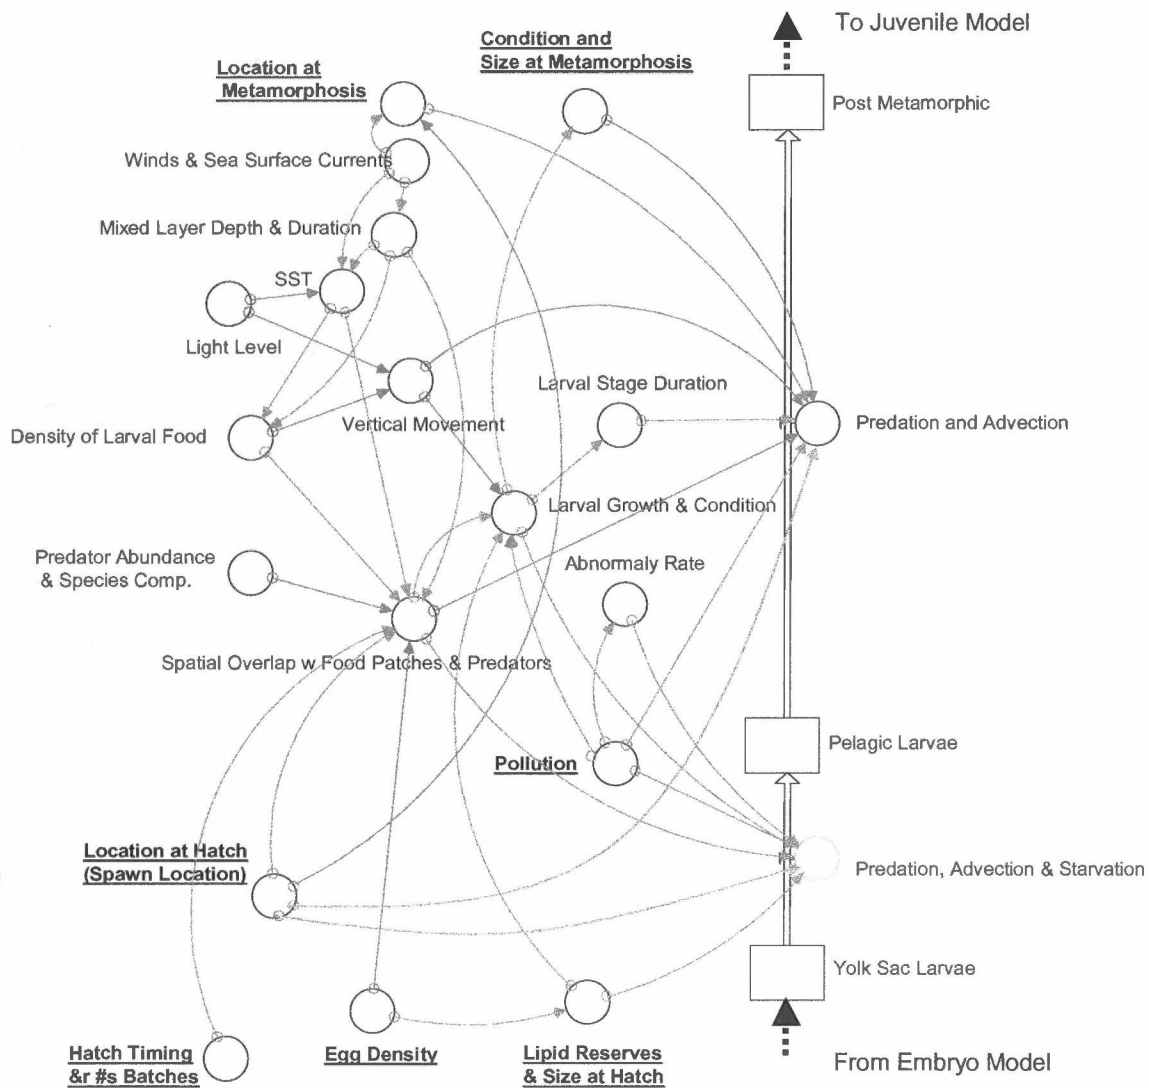 To Juvenile Model
Condition and
Size at Metamorphosis
Location at
Metamorphosis
Post Metamorphic
Winds & Sea Surface Currents
Mixed Layer Depth & Duration
SST
Light Level
Larval Stage Duration
Vertical Movement
Density of Larval Food
Predation and Advection
Larval Growth & Condition
Predator Abundance
& Species Comp.
Abnormaly Rate
Spatial Overlap w Food Patches & Predators
Pelagic Larvae
Pollution
Location at Hatch
(Spawn Location)
Predation, Advection & Starvation
Yolk Sac Larvae
Hatch Timing
&r #s Batches
Egg Density
Lipid Reserves
& Size at Hatch
From Embryo Model